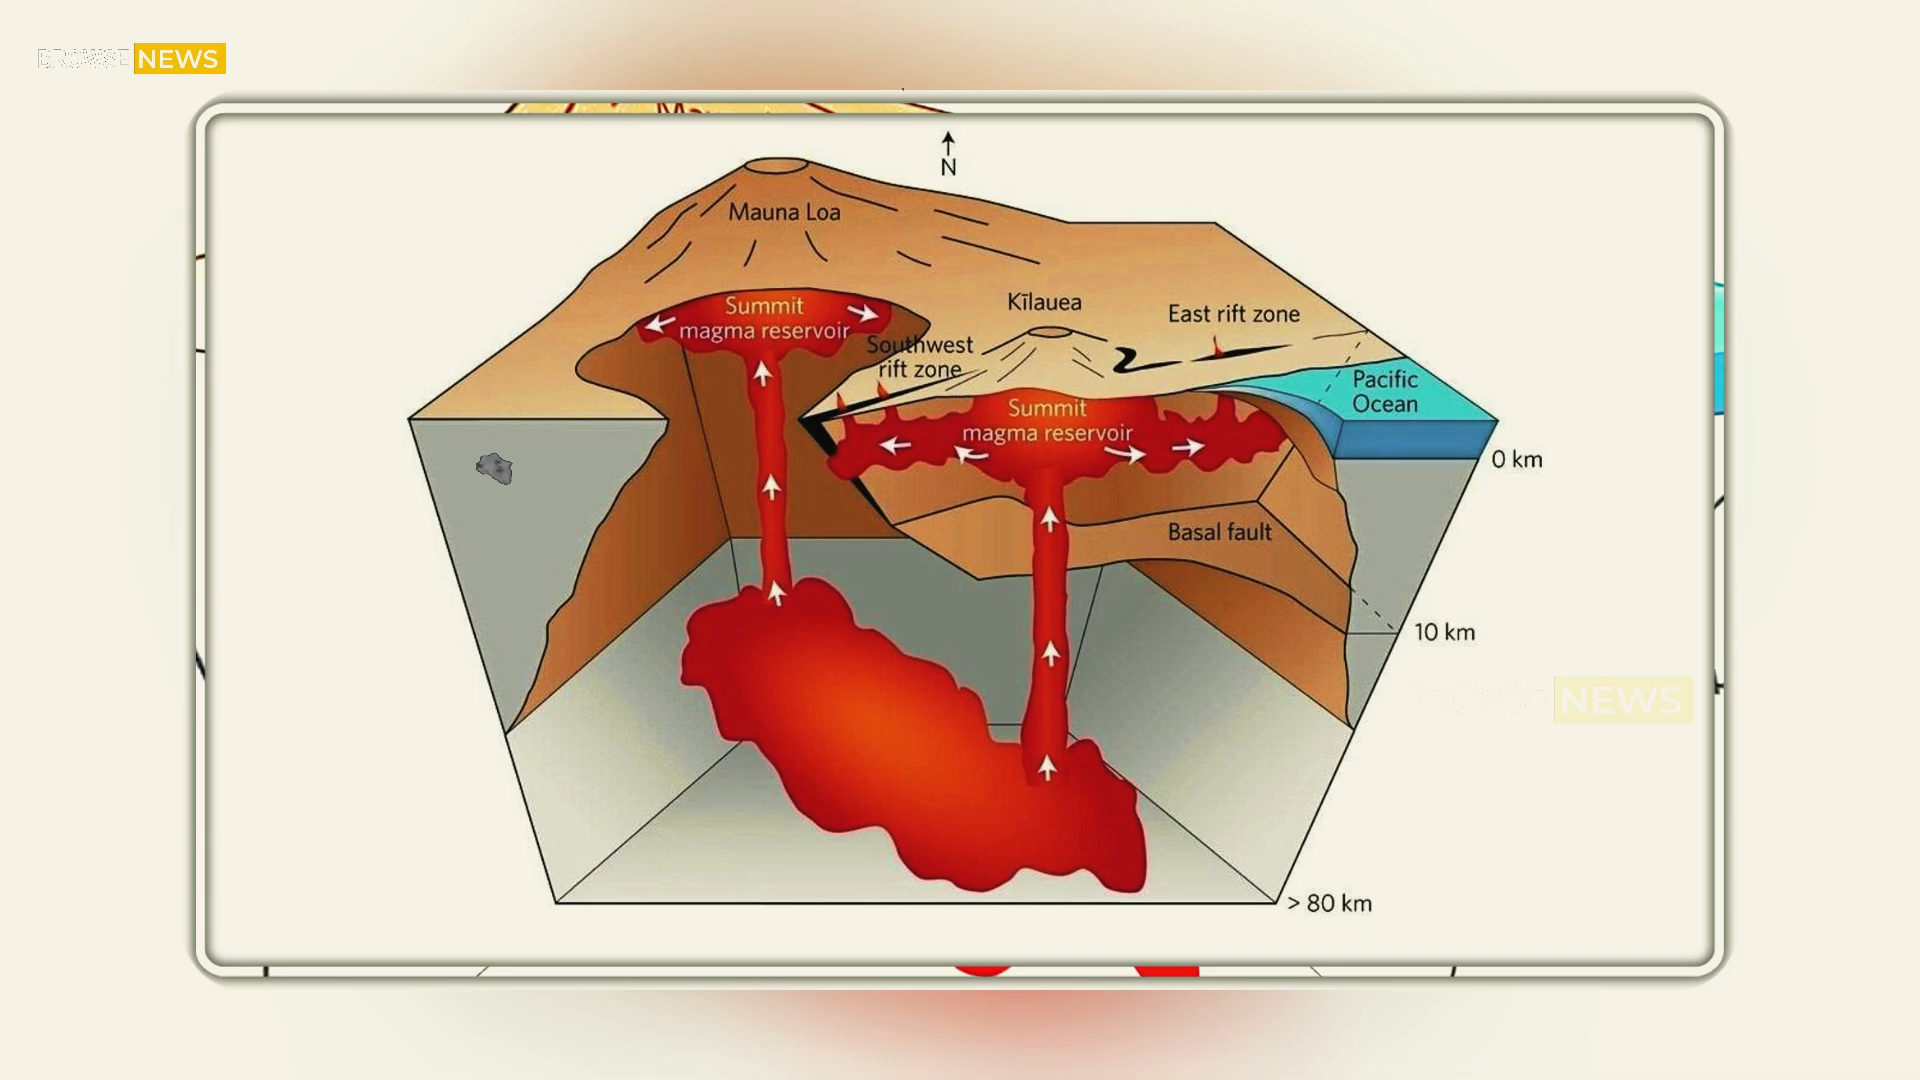 BROWSE NEWS
N
Mauna Loa
Summit
magma reservoir
Kīlauea
East rift zone
Southwest
rift zone
Pacific
Ocean
Summit
magma reservoir
0 km
Basal fault
10 km
NEWS
> 80 km